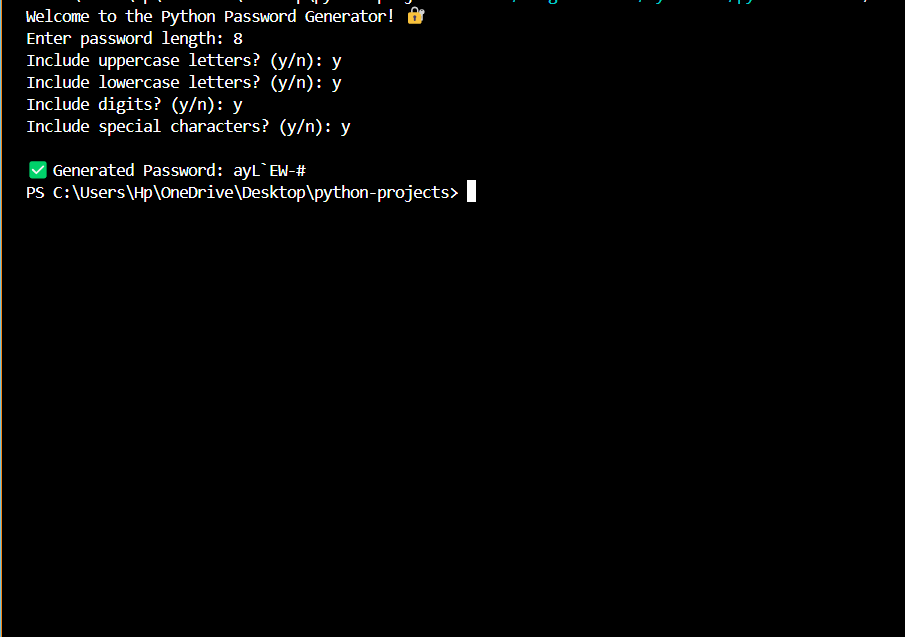 Welcome to the Python Password Generator! 🔐
Enter password length: 8
Include uppercase letters? (y/n): y
Include lowercase letters? (y/n): y
Include digits? (y/n): y
Include special characters? (y/n): y
✅ Generated Password: ayL`EW-#
PS C:\Users\Hp\OneDrive\Desktop\python-projects>